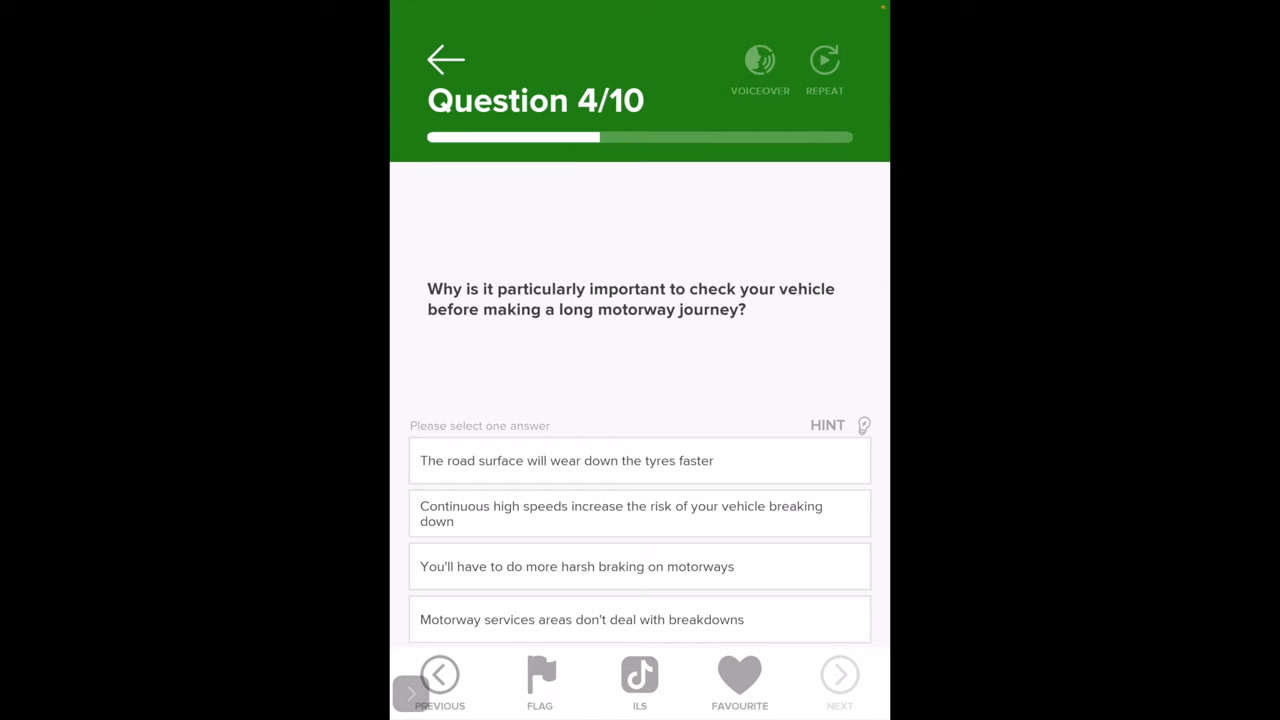 VOICEOVER REPEAT
Question 4/10
Why is it particularly important to check your vehicle
before making a long motorway journey?
Please select one answer HINT
The road surface will wear down the tyres faster
Continuous high speeds increase the risk of your vehicle breaking
down
You'll have to do more harsh braking on motorways
Motorway services areas don't deal with breakdowns
PREVIOUS FLAG ILS FAVOURITE NEXT